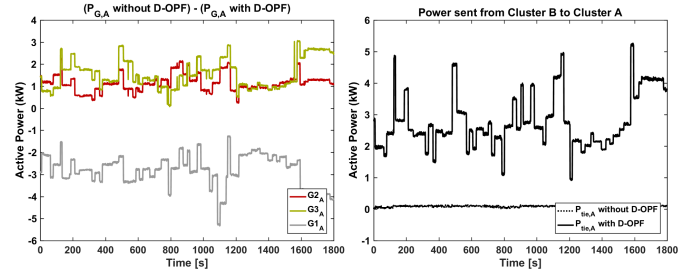 (P_G,A without D-OPF) - (P_G,A with D-OPF)
Active Power (kW)
4
3
2
1
0
-1
-2
-3
-4
-5
-6
G2_A
G3_A
G1_A
0 200 400 600 800 1000 1200 1400 1600 1800
Time [s]
Power sent from Cluster B to Cluster A
Active Power (kW)
6
5
4
3
2
1
0
-1
P_tie,A without D-OPF
P_tie,A with D-OPF
0 200 400 600 800 1000 1200 1400 1600 1800
Time [s]